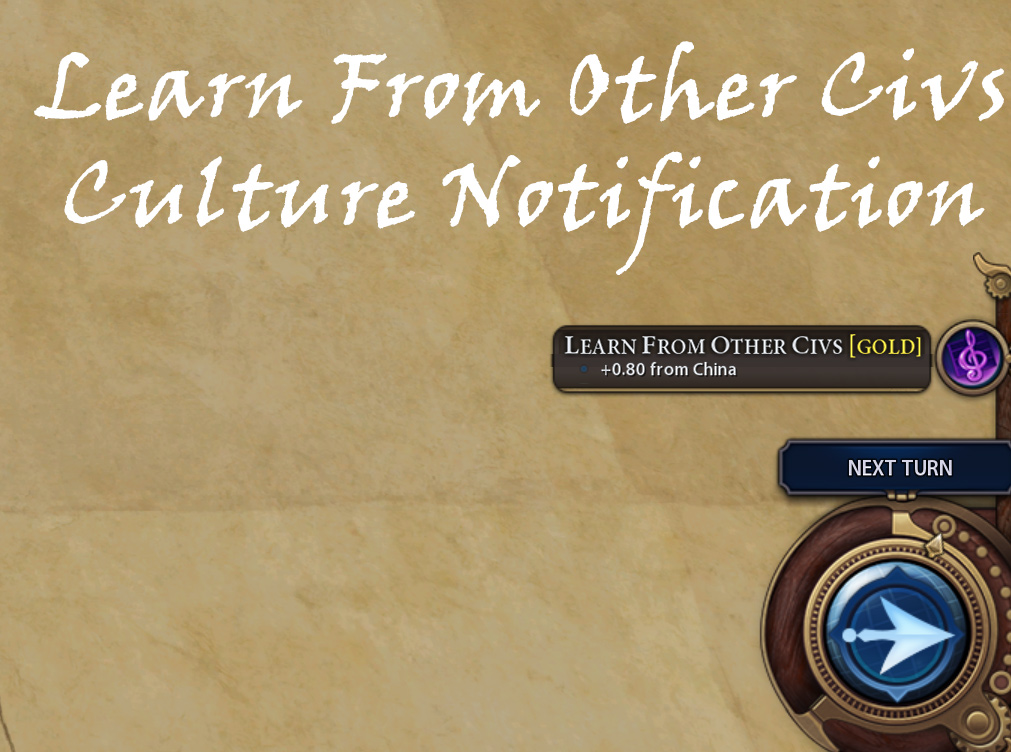 Learn From Other Civs
Culture Notification
LEARN FROM OTHER CIVS [GOLD]
+0.80 from China
NEXT TURN